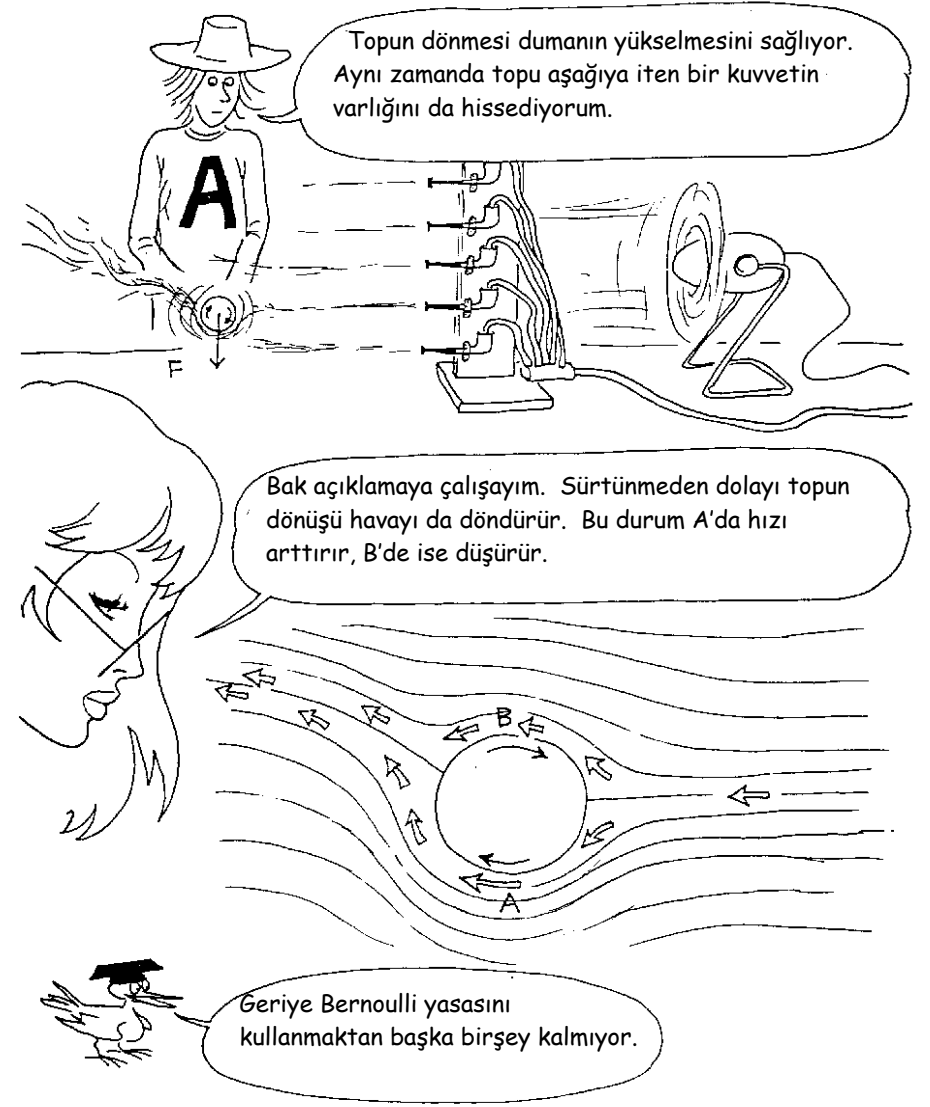 Topun dönmesi dumanın yükselmesini sağlıyor.
Aynı zamanda topu aşağıya iten bir kuvvetin
varlığını da hissediyorum.
A
F
Bak açıklamaya çalışayım. Sürtünmeden dolayı topun
dönüşü havayı da döndürür. Bu durum A'da hızı
arttırır, B'de ise düşürür.
B
A
Geriye Bernoulli yasasını
kullanmaktan başka birşey kalmıyor.